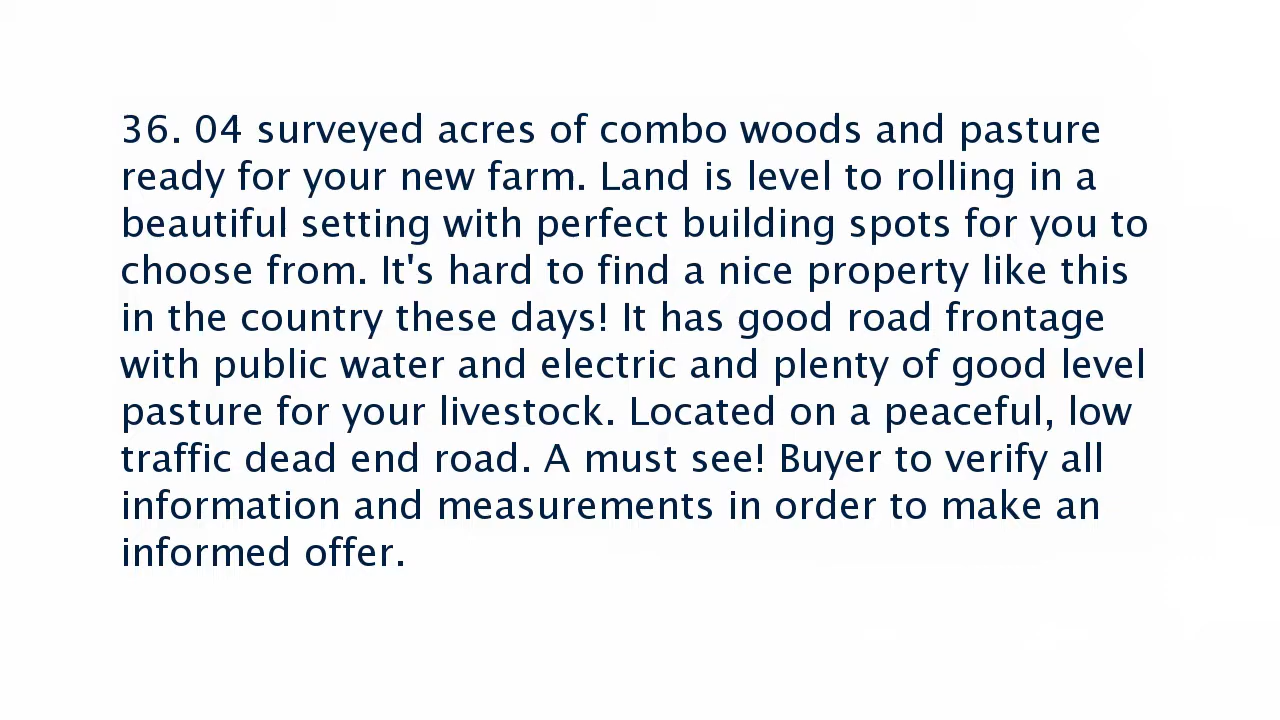 36. 04 surveyed acres of combo woods and pasture
ready for your new farm. Land is level to rolling in a
beautiful setting with perfect building spots for you to
choose from. It's hard to find a nice property like this
in the country these days! It has good road frontage
with public water and electric and plenty of good level
pasture for your livestock. Located on a peaceful, low
traffic dead end road. A must see! Buyer to verify all
information and measurements in order to make an
informed offer.